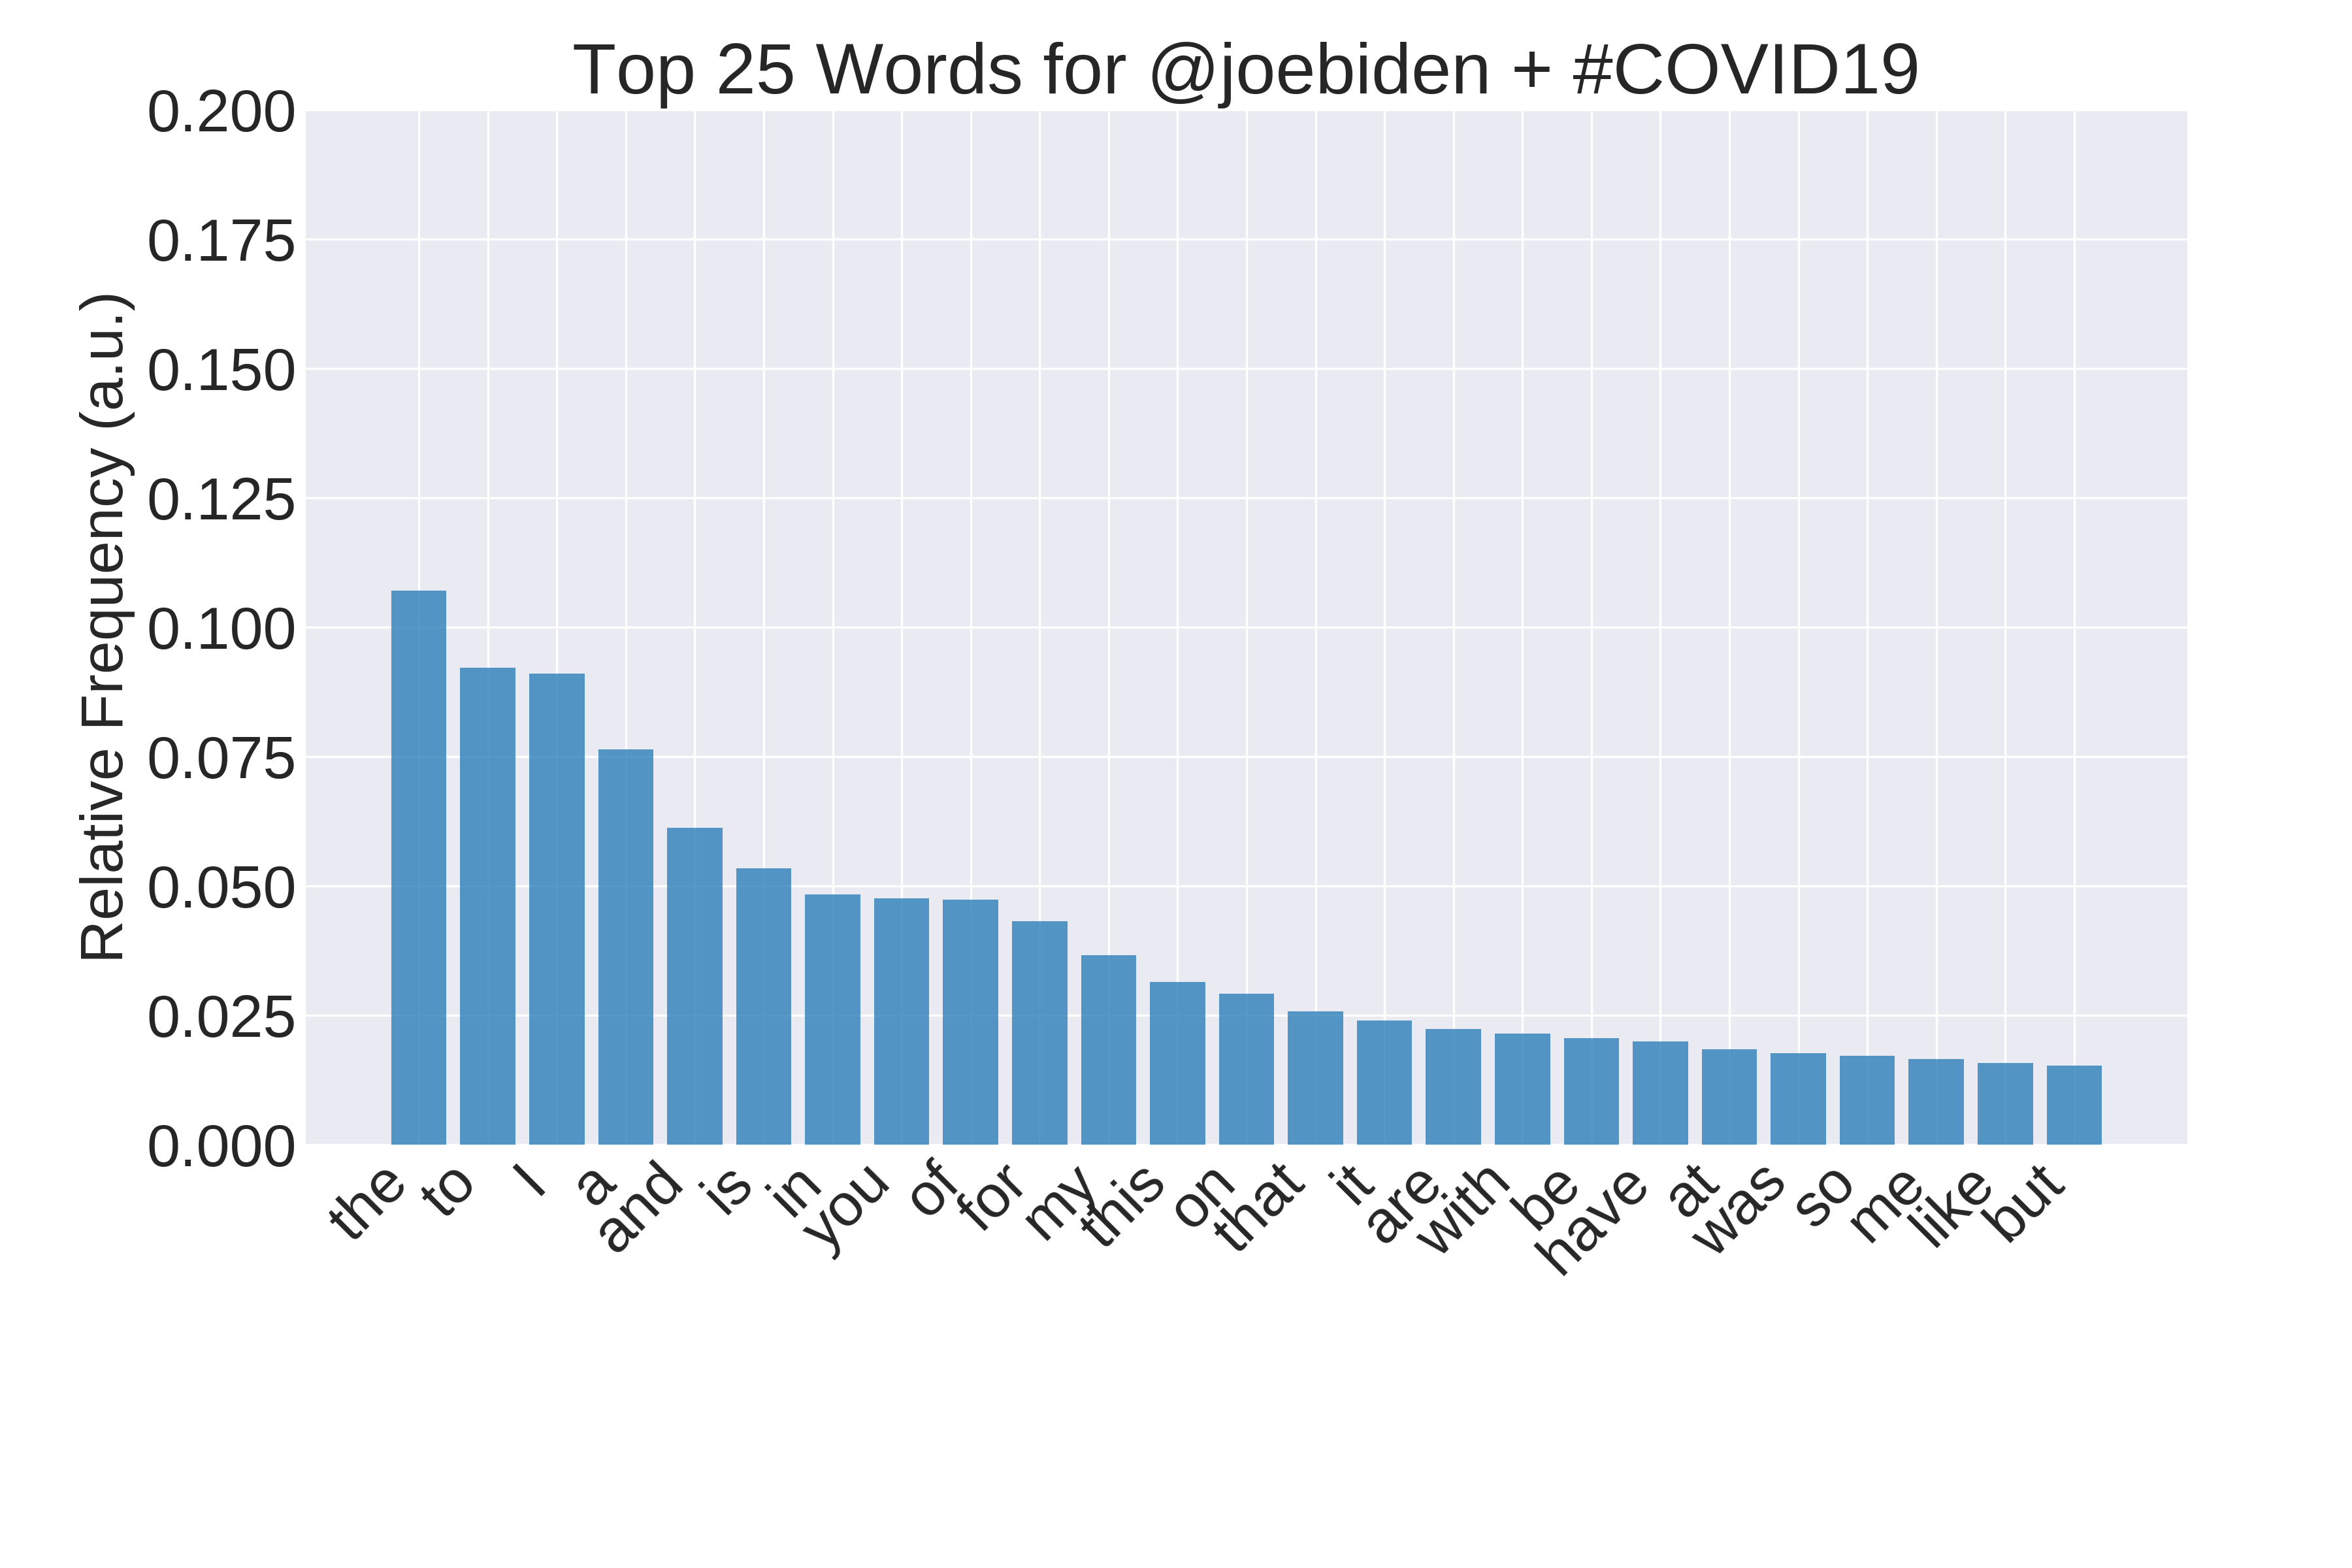 Top 25 Words for @joebiden + #COVID19
Relative Frequency (a.u.)
0.200
0.175
0.150
0.125
0.100
0.075
0.050
0.025
0.000
the
to
I
a
and
is
in
you
of
for
my
this
on
that
it
are
with
be
have
at
was
so
me
like
but